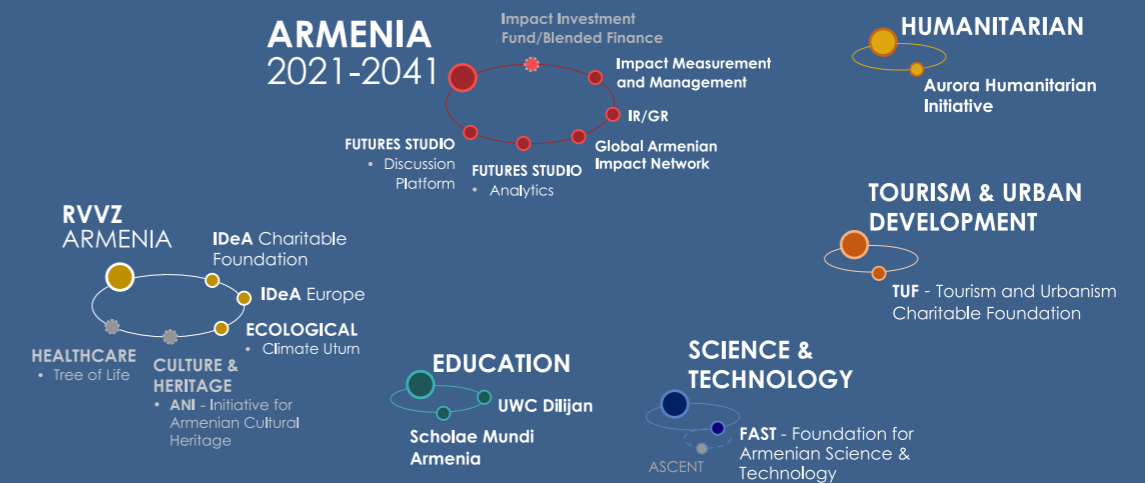 ARMENIA
2021-2041
Impact Investment
Fund/Blended Finance
Impact Measurement
and Management
IR/GR
Global Armenian
Impact Network
FUTURES STUDIO
• Analytics
FUTURES STUDIO
• Discussion
Platform
HUMANITARIAN
Aurora Humanitarian
Initiative
TOURISM & URBAN
DEVELOPMENT
TUF - Tourism and Urbanism
Charitable Foundation
RVVZ
ARMENIA
IDeA Charitable
Foundation
IDeA Europe
ECOLOGICAL
• Climate Uturn
CULTURE &
HERITAGE
• ANI - Initiative for
Armenian Cultural
Heritage
HEALTHCARE
• Tree of Life
EDUCATION
UWC Dilijan
Scholae Mundi
Armenia
SCIENCE &
TECHNOLOGY
FAST - Foundation for
Armenian Science &
Technology
ASCENT